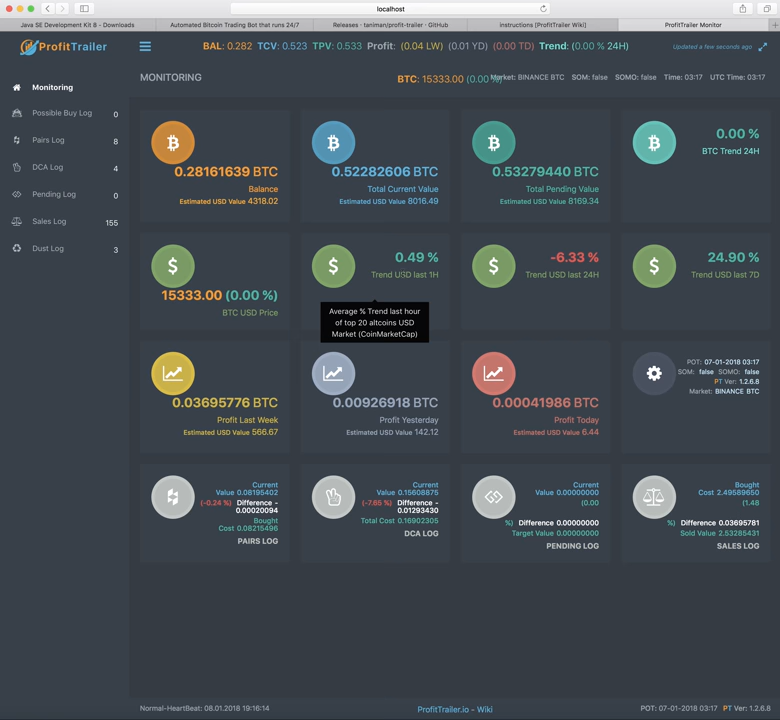 localhost
Java SE Development Kit 8 - Downloads
Automated Bitcoin Trading Bot that runs 24/7
Releases · taniman/profit-trailer · GitHub
instructions [ProfitTrailer Wiki]
ProfitTrailer Monitor
ProfitTrailer
BAL: 0.282 TCV: 0.523 TPV: 0.533 Profit: (0.04 LW) (0.01 YD) (0.00 TD) Trend: (0.00 % 24H)
Updated a few seconds ago
MONITORING
BTC: 15333.00 (0.00 %)
Market: BINANCE BTC SOM: false SOMO: false Time: 03:17 UTC Time: 03:17
Monitoring
Possible Buy Log 0
Pairs Log 8
DCA Log 4
Pending Log 0
Sales Log 155
Dust Log 3
0.28161639 BTC
Balance
Estimated USD Value 4318.02
0.52282606 BTC
Total Current Value
Estimated USD Value 8016.49
0.53279440 BTC
Total Pending Value
Estimated USD Value 8169.34
0.00 %
BTC Trend 24H
15333.00 (0.00 %)
BTC USD Price
0.49 %
Trend USD last 1H
Average % Trend last hour
of top 20 altcoins USD
Market (CoinMarketCap)
-6.33 %
Trend USD last 24H
24.90 %
Trend USD last 7D
0.03695776 BTC
Profit Last Week
Estimated USD Value 566.67
0.00926918 BTC
Profit Yesterday
Estimated USD Value 142.12
0.00041986 BTC
Profit Today
Estimated USD Value 6.44
POT: 07-01-2018 03:17
SOM: false SOMO: false
PT Ver: 1.2.6.8
Market: BINANCE BTC
Current
Value 0.08195402
(-0.24 %) Difference -
0.00020094
Bought
Cost 0.08215496
PAIRS LOG
Current
Value 0.15608875
(-7.65 %) Difference -
0.01293430
Total Cost 0.16902305
DCA LOG
Current
Value 0.00000000
(0.00
%) Difference 0.00000000
Target Value 0.00000000
PENDING LOG
Bought
Cost 2.49589650
(1.48
%) Difference 0.03695781
Sold Value 2.53285431
SALES LOG
Normal-HeartBeat: 08.01.2018 19:16:14
ProfitTrailer.io - Wiki
POT: 07-01-2018 03:17 PT Ver: 1.2.6.8